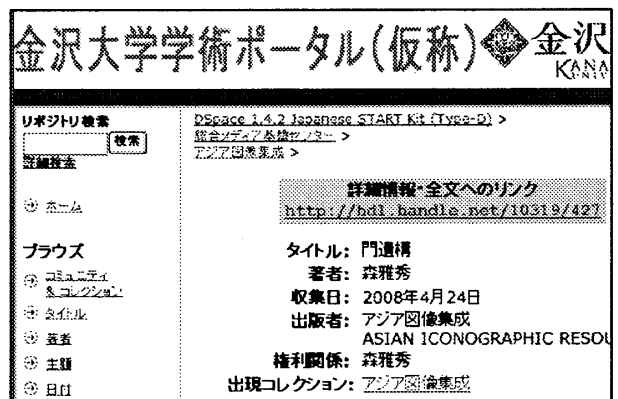 金沢大学学術ポータル(仮称)
金沢
KANA
UNIV
リポジトリ検索
検索
詳細検索
ホーム
ブラウズ
コミュニティ
& コレクション
タイトル
著者
主題
日付
DSpace 1.4.2 Japanese START Kit (Type-D) >
総合メディア基盤センター >
アジア図像集成 >
詳細情報・全文へのリンク
http://hdl.handle.net/10319/427
タイトル: 門遺構
著者: 森雅秀
収集日: 2008年4月24日
出版者: アジア図像集成
ASIAN ICONOGRAPHIC RESOU
権利関係: 森雅秀
出現コレクション: アジア図像集成